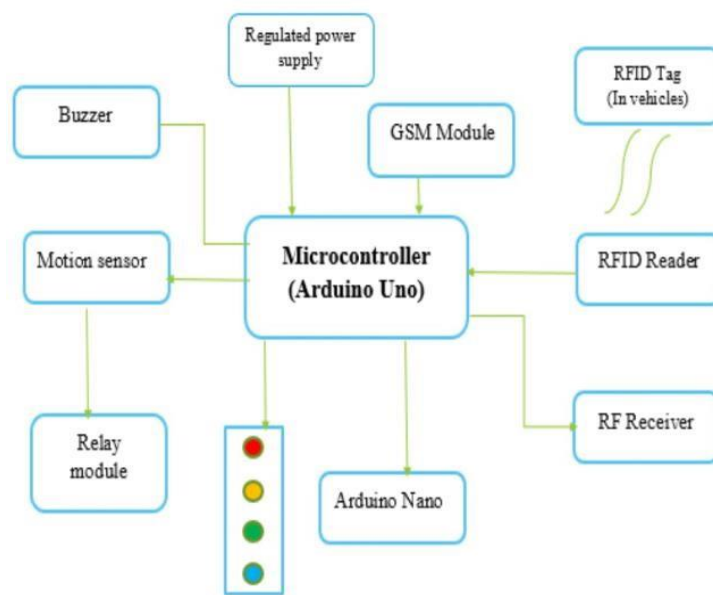 Regulated power
supply
RFID Tag
(In vehicles)
Buzzer
GSM Module
Motion sensor
Microcontroller
(Arduino Uno)
RFID Reader
Relay
module
Arduino Nano
RF Receiver